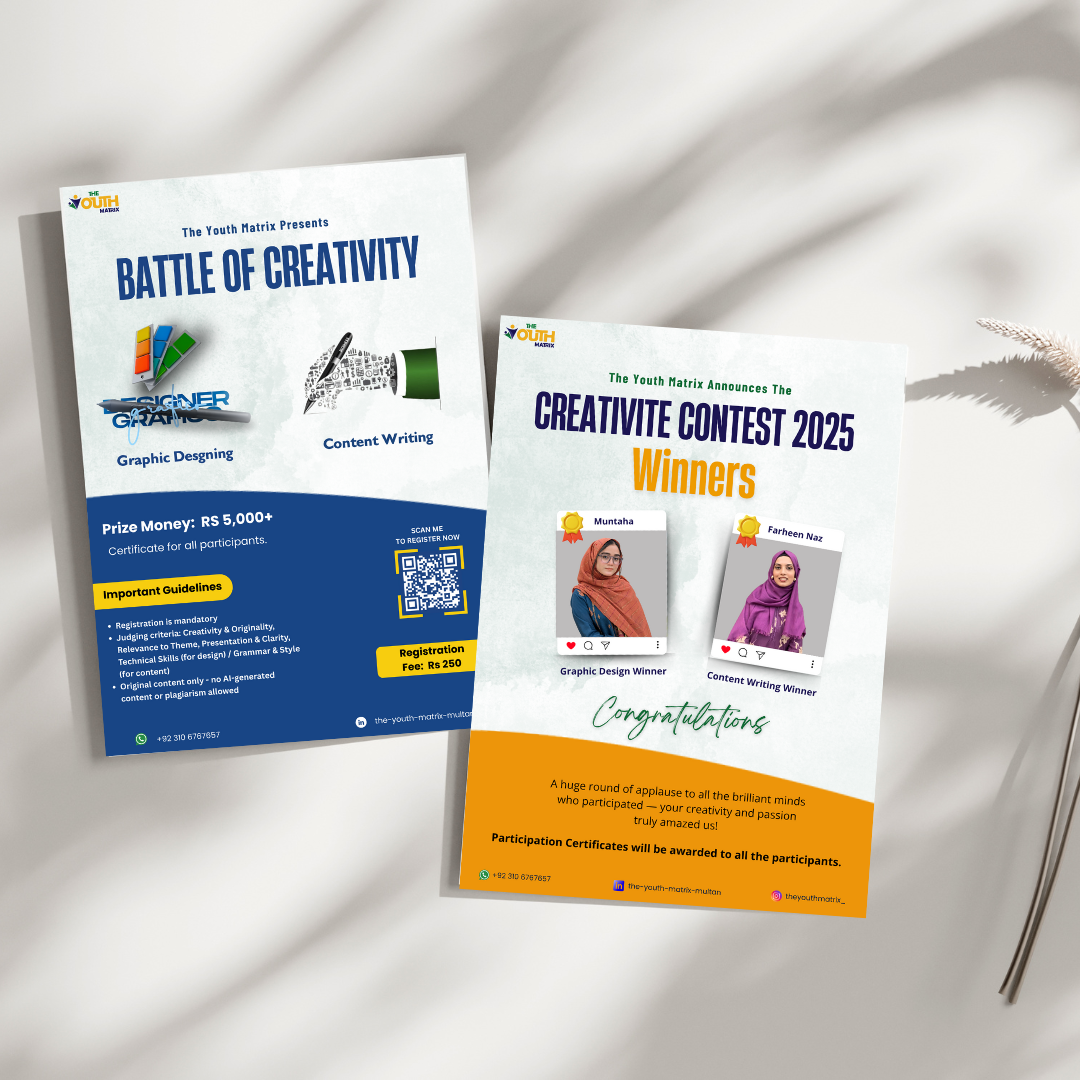 THE
YOUTH
MATRIX
The Youth Matrix Presents
BATTLE OF CREATIVITY
DESIGNER
GRAPHICS
Graphic Desgning
Content Writing
Prize Money: RS 5,000+
Certificate for all participants.
SCAN ME
TO REGISTER NOW
Important Guidelines
• Registration is mandatory
• Judging criteria: Creativity & Originality,
Relevance to Theme, Presentation & Clarity,
Technical Skills (for design) / Grammar & Style
(for content)
• Original content only - no AI-generated
content or plagiarism allowed
Registration
Fee: Rs 250
+92 310 6767657
in the-youth-matrix-multan
THE
YOUTH
MATRIX
The Youth Matrix Announces The
CREATIVITE CONTEST 2025
Winners
Muntaha
Farheen Naz
Graphic Design Winner
Content Writing Winner
Congratulations
A huge round of applause to all the brilliant minds
who participated — your creativity and passion
truly amazed us!
Participation Certificates will be awarded to all the participants.
+92 310 6767657
in the-youth-matrix-multan
theyouthmatrix_